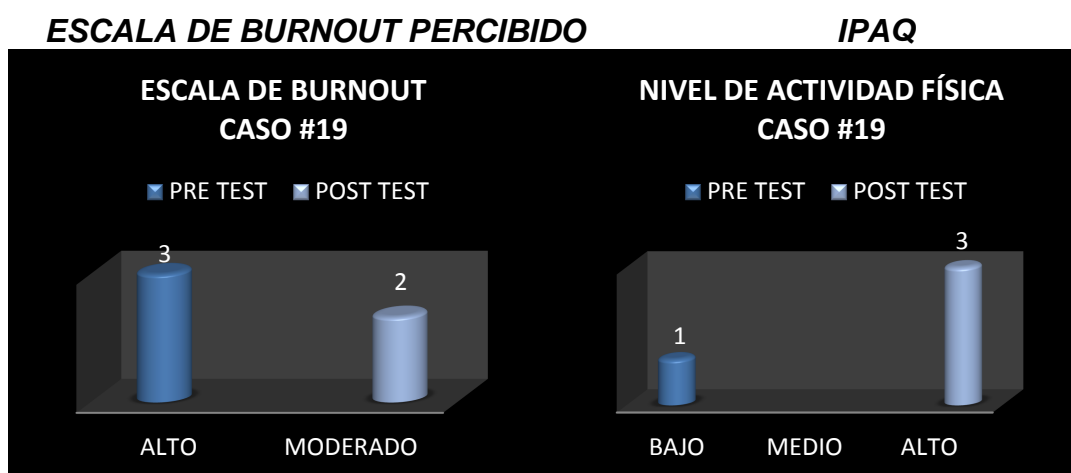 ESCALA DE BURNOUT PERCIBIDO
IPAQ
ESCALA DE BURNOUT
CASO #19
PRE TEST POST TEST
3
2
ALTO MODERADO
NIVEL DE ACTIVIDAD FÍSICA
CASO #19
PRE TEST POST TEST
1
3
BAJO MEDIO ALTO